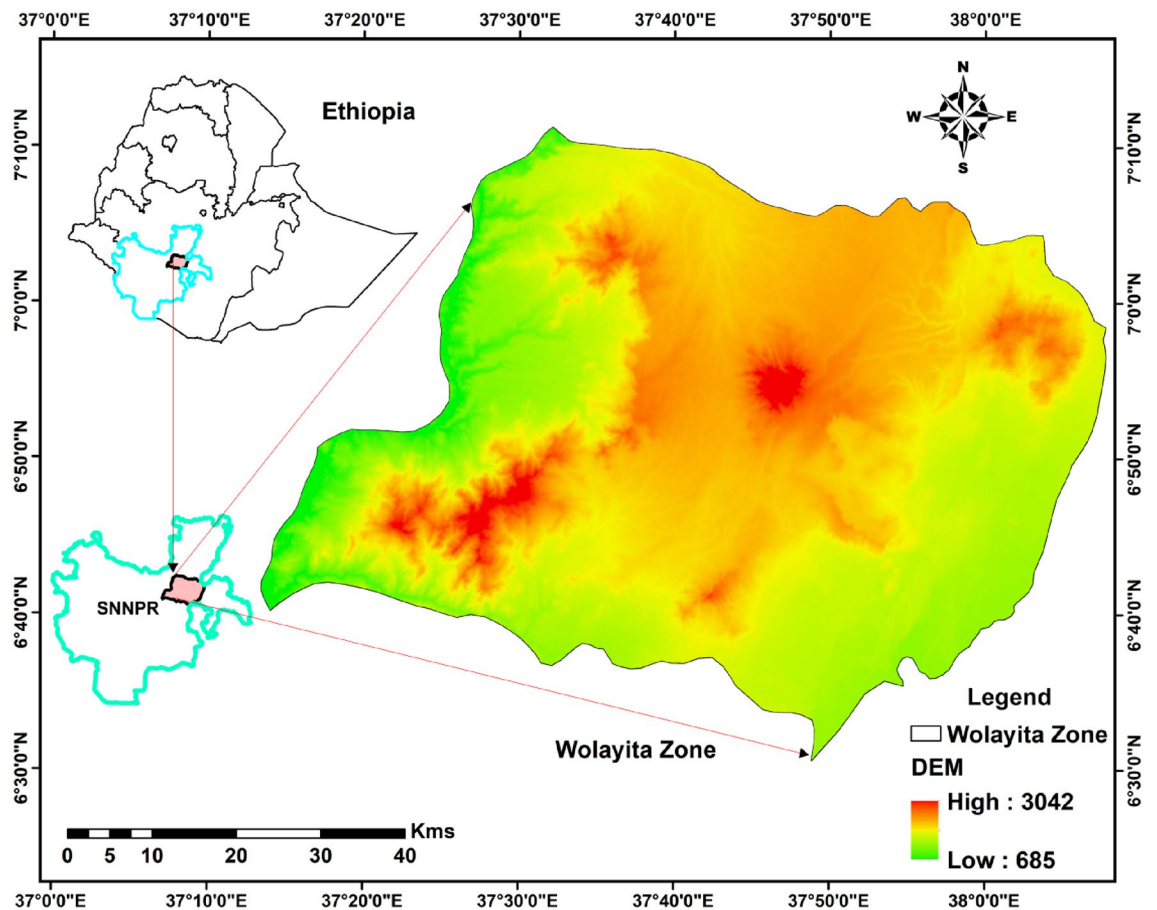 37°0'0"E 37°10'0"E 37°20'0"E 37°30'0"E 37°40'0"E 37°50'0"E 38°0'0"E
N
W E
S
Ethiopia
7°10'0"N
7°10'0"N
7°0'0"N
7°0'0"N
6°50'0"N
6°50'0"N
SNNPR
6°40'0"N
6°40'0"N
Legend
Wolayita Zone
Wolayita Zone
DEM
6°30'0"N
6°30'0"N
High : 3042
Low : 685
Kms
0 5 10 20 30 40
37°0'0"E 37°10'0"E 37°20'0"E 37°30'0"E 37°40'0"E 37°50'0"E 38°0'0"E